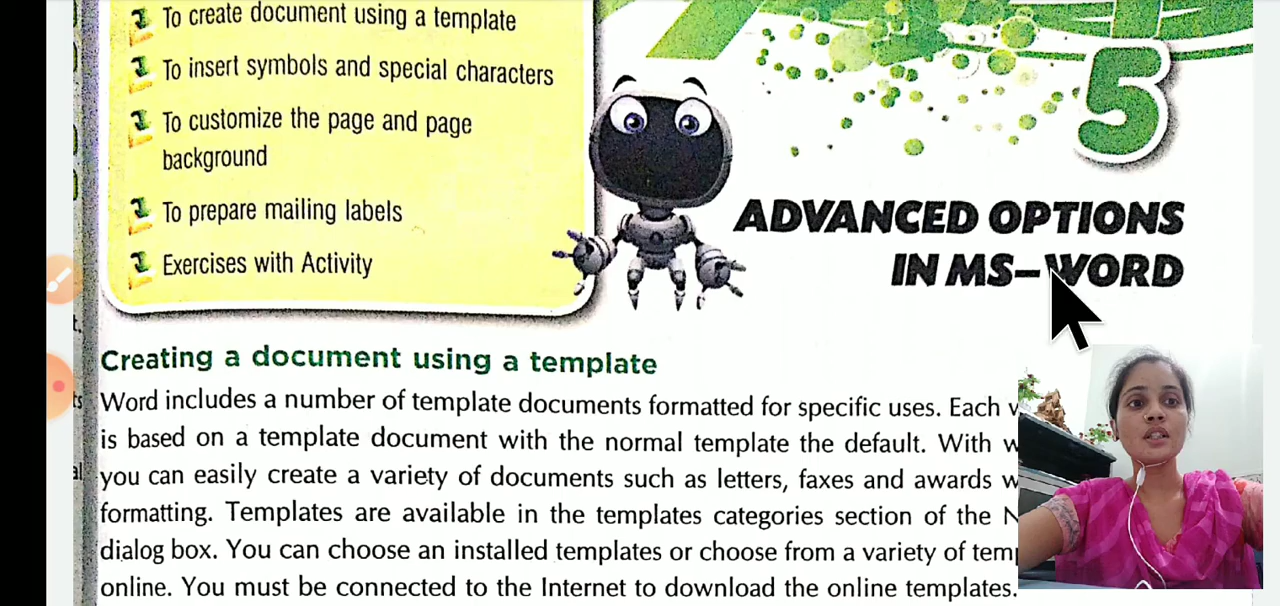 To create document using a template
To insert symbols and special characters
To customize the page and page
background
To prepare mailing labels
Exercises with Activity
5
ADVANCED OPTIONS
IN MS-WORD
Creating a document using a template
Word includes a number of template documents formatted for specific uses. Each
is based on a template document with the normal template the default. With
you can easily create a variety of documents such as letters, faxes and awards
formatting. Templates are available in the templates categories section of the
dialog box. You can choose an installed templates or choose from a variety of
online. You must be connected to the Internet to download the online templates.